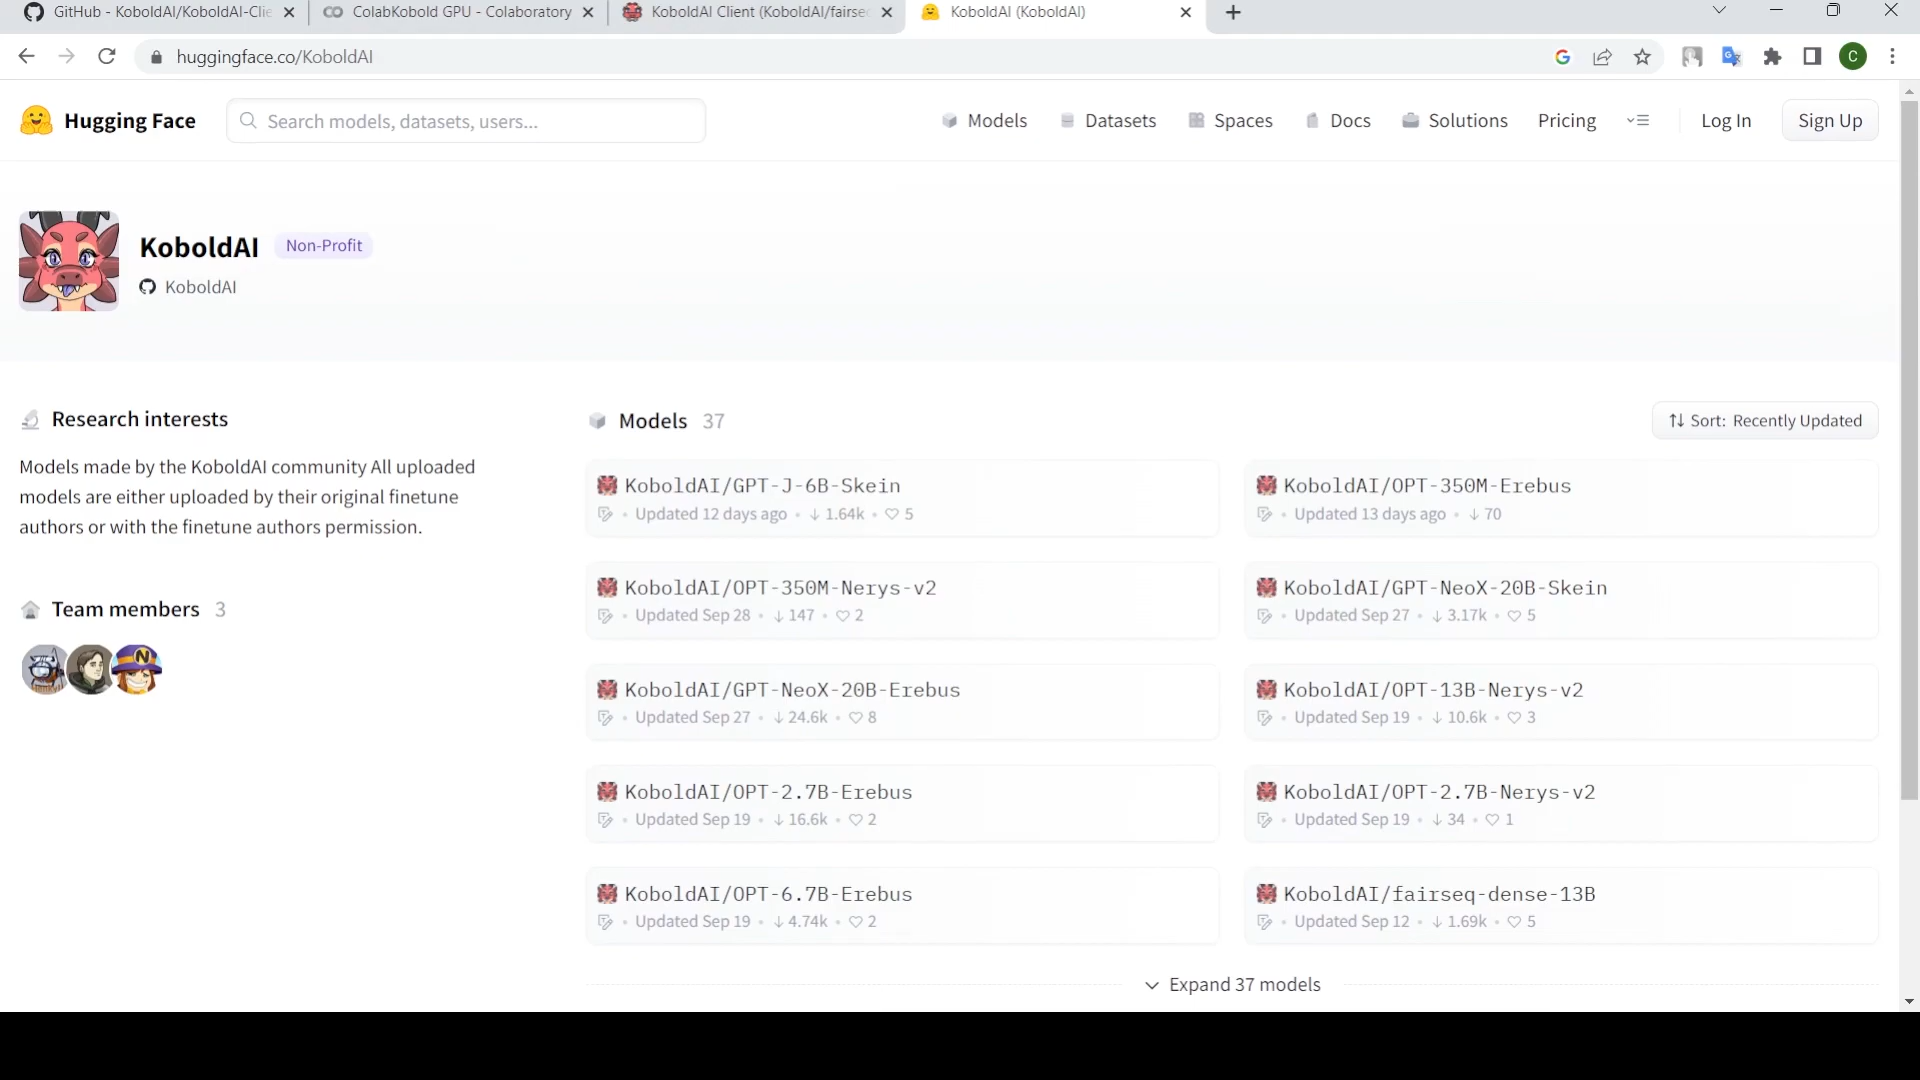 GitHub - KoboldAI/KoboldAI-Clie
ColabKobold GPU - Colaboratory
KoboldAI Client (KoboldAI/fairse
KoboldAI (KoboldAI)
huggingface.co/KoboldAI
C
Hugging Face
Search models, datasets, users...
Models
Datasets
Spaces
Docs
Solutions
Pricing
Log In
Sign Up
KoboldAI
Non-Profit
KoboldAI
Research interests
Models made by the KoboldAI community All uploaded
models are either uploaded by their original finetune
authors or with the finetune authors permission.
Team members 3
N
Models 37
Sort: Recently Updated
KoboldAI/GPT-J-6B-Skein
Updated 12 days ago • ↓ 1.64k • ♡ 5
KoboldAI/OPT-350M-Erebus
Updated 13 days ago • ↓ 70
KoboldAI/OPT-350M-Nerys-v2
Updated Sep 28 • ↓ 147 • ♡ 2
KoboldAI/GPT-NeoX-20B-Skein
Updated Sep 27 • ↓ 3.17k • ♡ 5
KoboldAI/GPT-NeoX-20B-Erebus
Updated Sep 27 • ↓ 24.6k • ♡ 8
KoboldAI/OPT-13B-Nerys-v2
Updated Sep 19 • ↓ 10.6k • ♡ 3
KoboldAI/OPT-2.7B-Erebus
Updated Sep 19 • ↓ 16.6k • ♡ 2
KoboldAI/OPT-2.7B-Nerys-v2
Updated Sep 19 • ↓ 34 • ♡ 1
KoboldAI/OPT-6.7B-Erebus
Updated Sep 19 • ↓ 4.74k • ♡ 2
KoboldAI/fairseq-dense-13B
Updated Sep 12 • ↓ 1.69k • ♡ 5
Expand 37 models